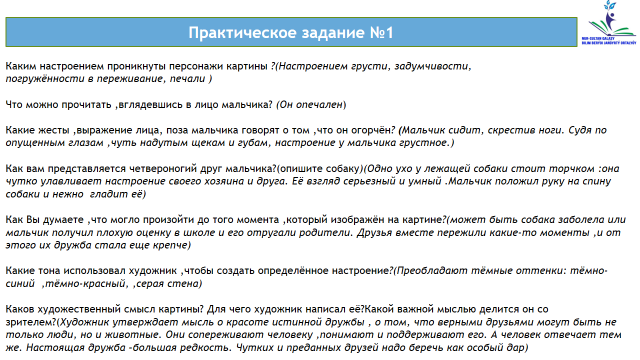 Практическое задание №1
NUR-SULTAN QALASY
BILIM BERÝDI JAŃǴYRTÝ ORTALYǴY
Каким настроением проникнуты персонажи картины ?(Настроением грусти, задумчивости,
погружённости в переживание, печали )
Что можно прочитать ,вглядевшись в лицо мальчика? (Он опечален)
Какие жесты ,выражение лица, поза мальчика говорят о том ,что он огорчён? (Мальчик сидит, скрестив ноги. Судя по
опущенным глазам ,чуть надутым щекам и губам, настроение у мальчика грустное.)
Как вам представляется четвероногий друг мальчика?(опишите собаку)(Одно ухо у лежащей собаки стоит торчком :она
чутко улавливает настроение своего хозяина и друга. Её взгляд серьезный и умный .Мальчик положил руку на спину
собаки и нежно  гладит её)
Как Вы думаете ,что могло произойти до того момента ,который изображён на картине?(может быть собака заболела или
мальчик получил плохую оценку в школе и его отругали родители. Друзья вместе пережили какие-то моменты ,и от
этого их дружба стала еще крепче)
Какие тона использовал художник ,чтобы создать определённое настроение?(Преобладают тёмные оттенки: тёмно-
синий  ,тёмно-красный, ,серая стена)
Каков художественный смысл картины? Для чего художник написал её?Какой важной мыслью делится он со
зрителем?(Художник утверждает мысль о красоте истинной дружбы , о том, что верными друзьями могут быть не
только люди, но и животные. Они сопереживают человеку ,понимают и поддерживают его. А человек отвечает тем
же. Настоящая дружба –большая редкость. Чутких и преданных друзей надо беречь как особый дар)